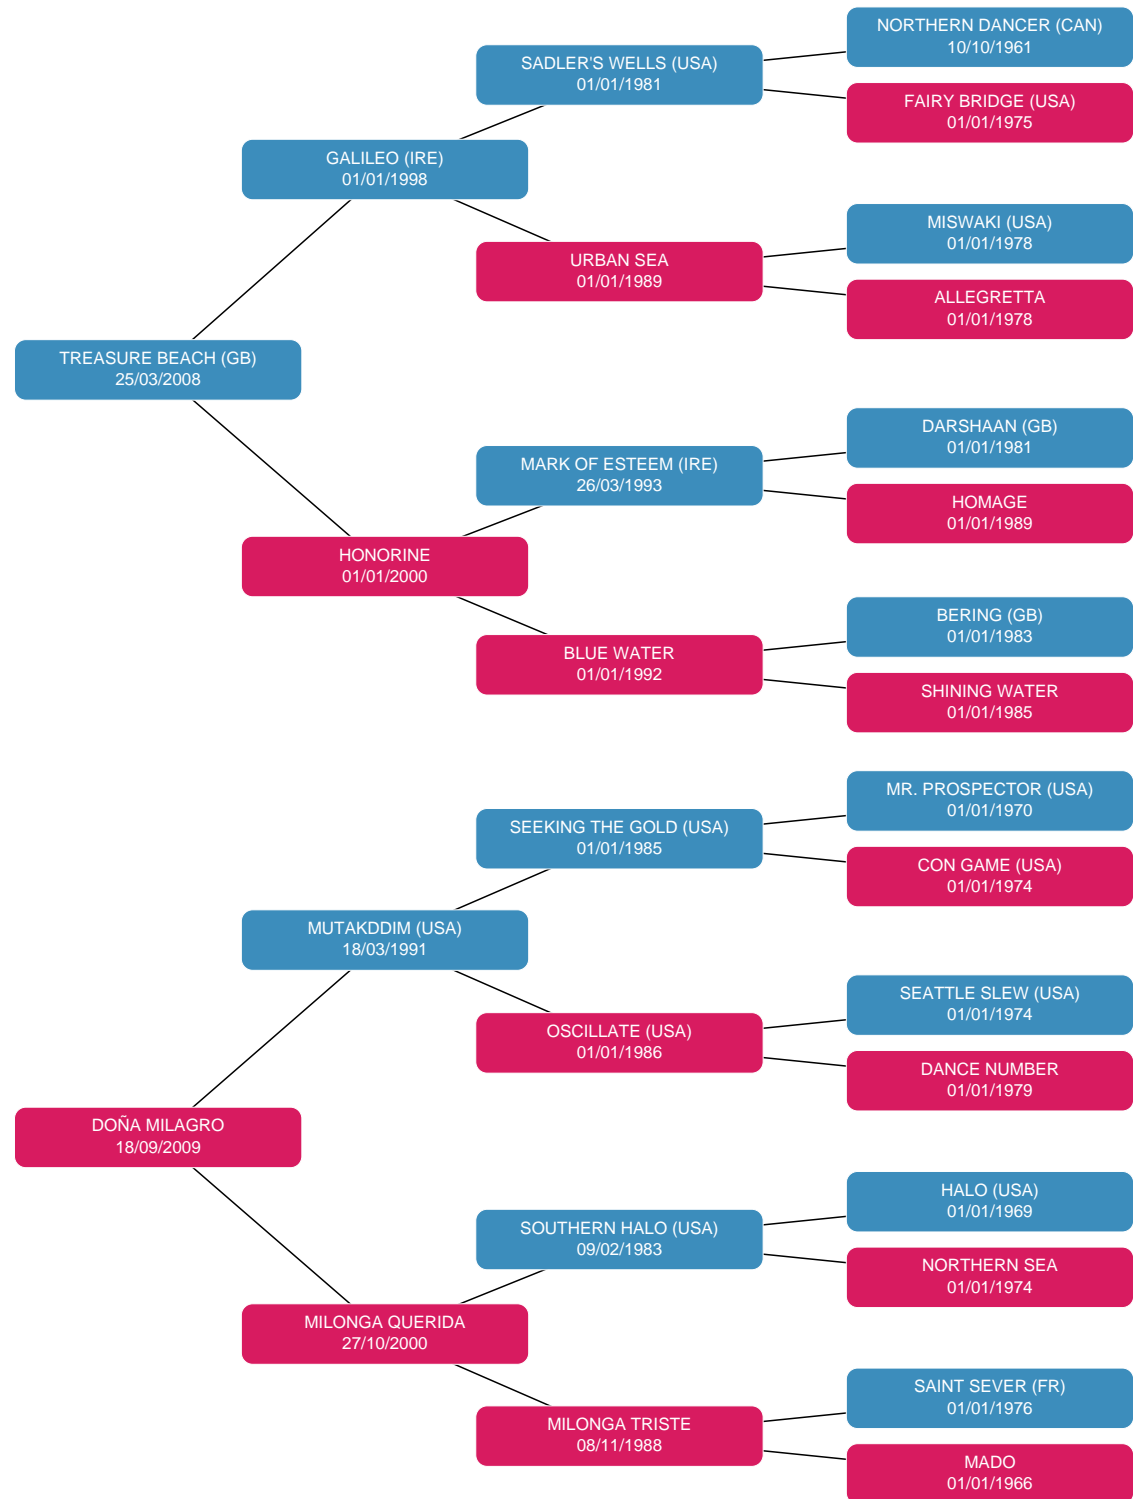 NORTHERN DANCER (CAN)
10/10/1961
SADLER'S WELLS (USA)
01/01/1981
FAIRY BRIDGE (USA)
01/01/1975
GALILEO (IRE)
01/01/1998
MISWAKI (USA)
01/01/1978
URBAN SEA
01/01/1989
ALLEGRETTA
01/01/1978
TREASURE BEACH (GB)
25/03/2008
DARSHAAN (GB)
01/01/1981
MARK OF ESTEEM (IRE)
26/03/1993
HOMAGE
01/01/1989
HONORINE
01/01/2000
BERING (GB)
01/01/1983
BLUE WATER
01/01/1992
SHINING WATER
01/01/1985
MR. PROSPECTOR (USA)
01/01/1970
SEEKING THE GOLD (USA)
01/01/1985
CON GAME (USA)
01/01/1974
MUTAKDDIM (USA)
18/03/1991
SEATTLE SLEW (USA)
01/01/1974
OSCILLATE (USA)
01/01/1986
DANCE NUMBER
01/01/1979
DOÑA MILAGRO
18/09/2009
HALO (USA)
01/01/1969
SOUTHERN HALO (USA)
09/02/1983
NORTHERN SEA
01/01/1974
MILONGA QUERIDA
27/10/2000
SAINT SEVER (FR)
01/01/1976
MILONGA TRISTE
08/11/1988
MADO
01/01/1966